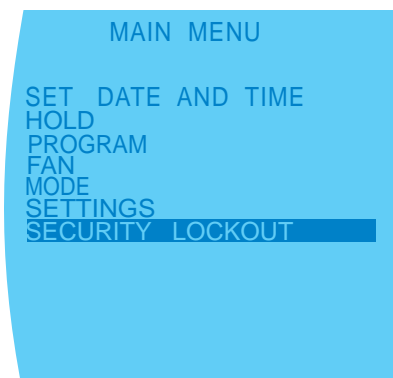 MAIN MENU
SET DATE AND TIME
HOLD
PROGRAM
FAN
MODE
SETTINGS
SECURITY LOCKOUT